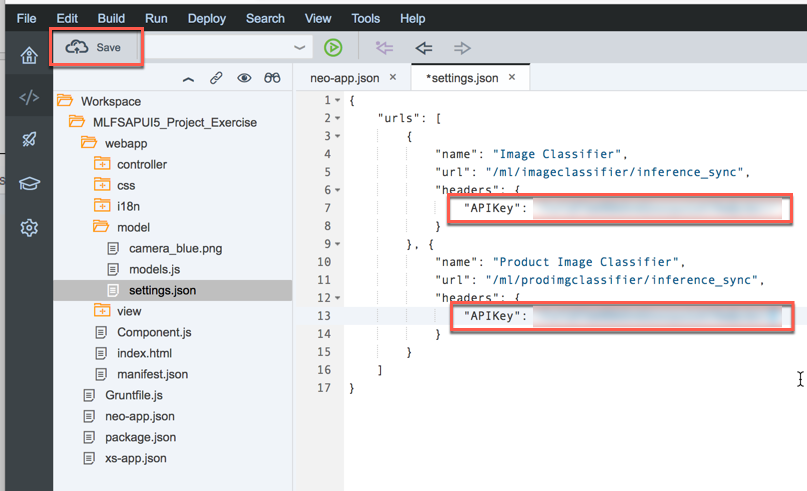 File Edit Build Run Deploy Search View Tools Help
Save
neo-app.json × *settings.json ×
Workspace
MLFSAPUI5_Project_Exercise
webapp
controller
css
i18n
model
camera_blue.png
models.js
settings.json
view
Component.js
index.html
manifest.json
Gruntfile.js
neo-app.json
package.json
xs-app.json
1 {
2 "urls": [
3 {
4 "name": "Image Classifier",
5 "url": "/ml/imageclassifier/inference_sync",
6 "headers": {
7 "APIKey":
8 }
9 }, {
10 "name": "Product Image Classifier",
11 "url": "/ml/prodimgclassifier/inference_sync",
12 "headers": {
13 "APIKey":
14 }
15 }
16 ]
17 }